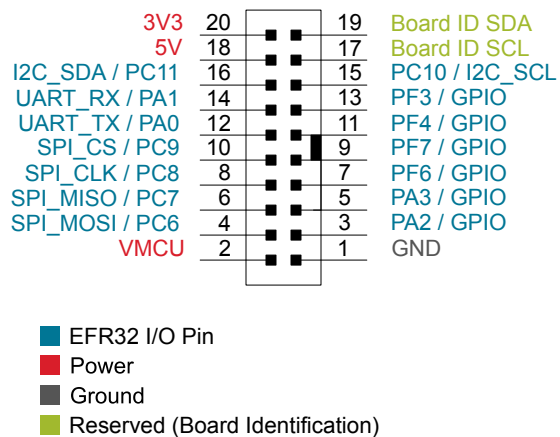 3V3 20 19 Board ID SDA
5V 18 17 Board ID SCL
I2C_SDA / PC11 16 15 PC10 / I2C_SCL
UART_RX / PA1 14 13 PF3 / GPIO
UART_TX / PA0 12 11 PF4 / GPIO
SPI_CS / PC9 10 9 PF7 / GPIO
SPI_CLK / PC8 8 7 PF6 / GPIO
SPI_MISO / PC7 6 5 PA3 / GPIO
SPI_MOSI / PC6 4 3 PA2 / GPIO
VMCU 2 1 GND
EFR32 I/O Pin
Power
Ground
Reserved (Board Identification)